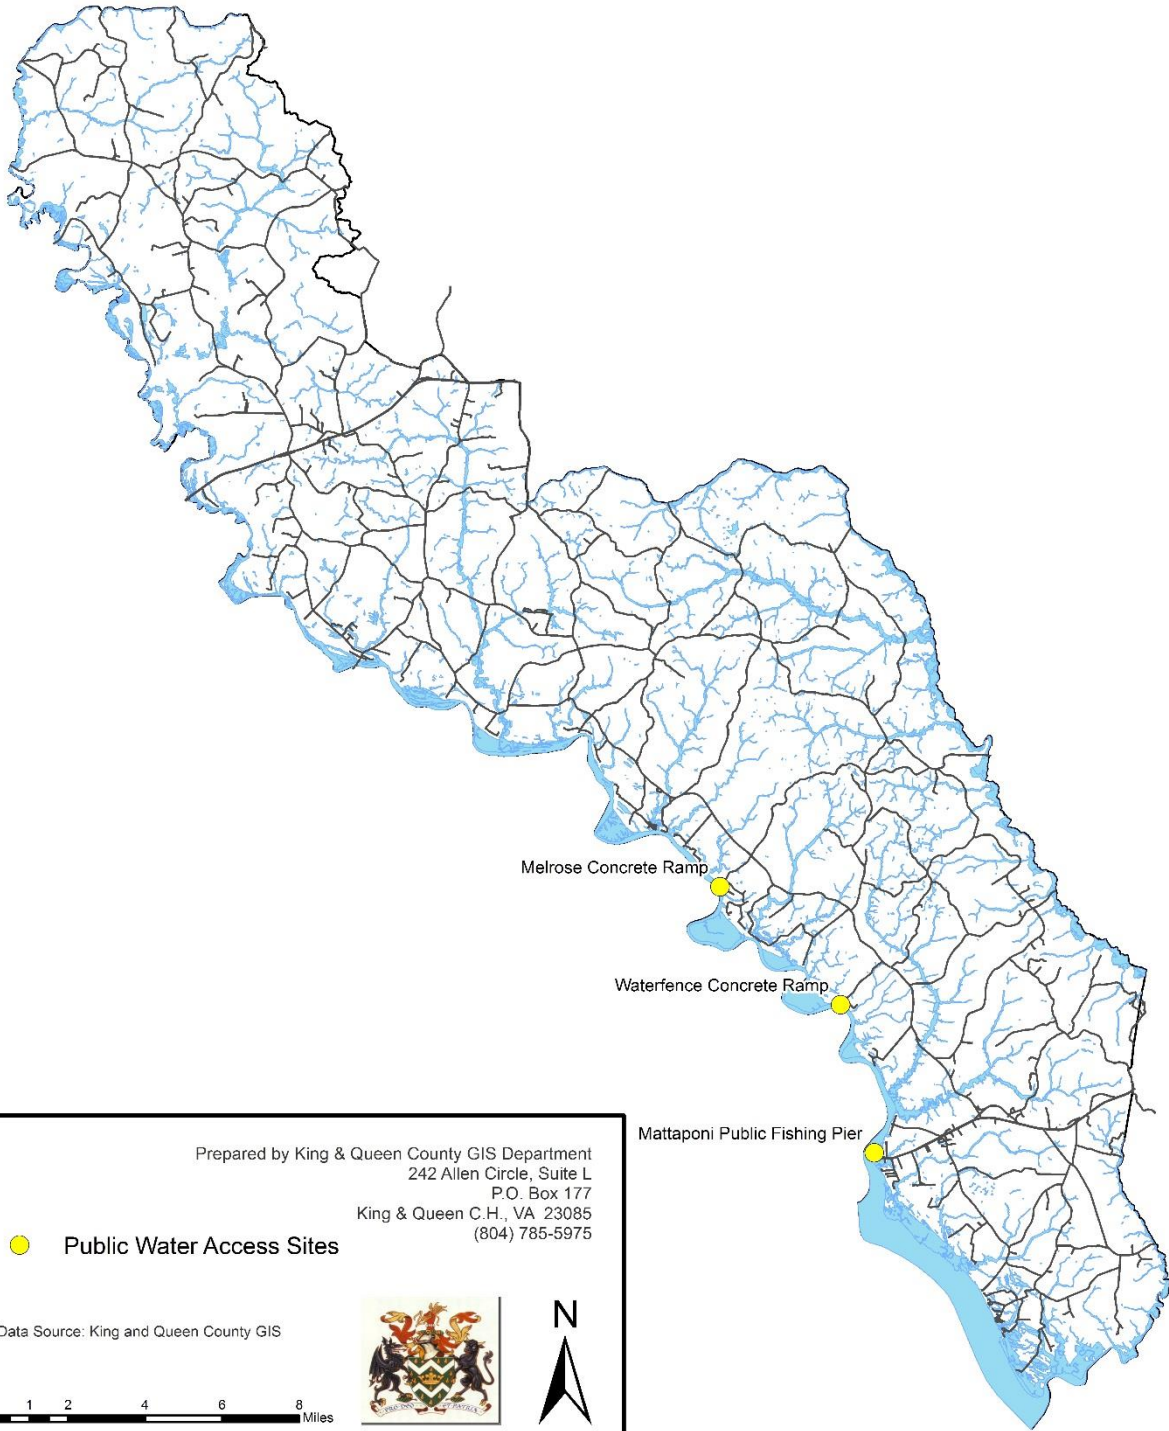 Melrose Concrete Ramp
Waterfence Concrete Ramp
Mattaponi Public Fishing Pier
Prepared by King & Queen County GIS Department
242 Allen Circle, Suite L
P.O. Box 177
King & Queen C.H., VA 23085
(804) 785-5975
Public Water Access Sites
Data Source: King and Queen County GIS
N
1 2 4 6 8
Miles